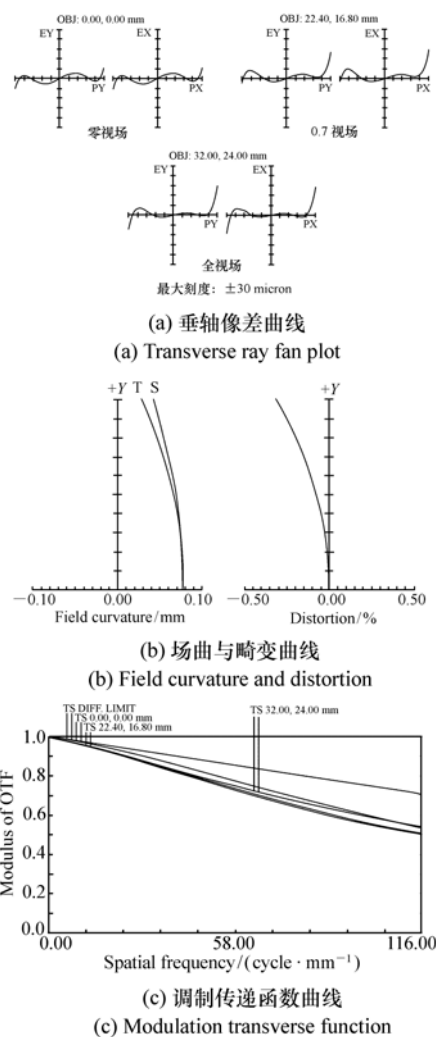 OBJ: 0.00, 0.00 mm
OBJ: 22.40, 16.80 mm
EY EX EY EX
PY PX PY PX
零视场
0.7 视场
OBJ: 32.00, 24.00 mm
EY EX
PY PX
全视场
最大刻度: ±30 micron
(a) 垂轴像差曲线
(a) Transverse ray fan plot
+Y T S
+Y
−0.10 0.00 0.10
−0.50 0.00 0.50
Field curvature/mm
Distortion/%
(b) 场曲与畸变曲线
(b) Field curvature and distortion
TS DIFF. LIMIT
TS 0.00, 0.00 mm
TS 22.40, 16.80 mm
TS 32.00, 24.00 mm
1.0
0.8
0.6
0.4
0.2
0.0
Modulus of OTF
0.00 58.00 116.00
Spatial frequency/(cycle · mm⁻¹)
(c) 调制传递函数曲线
(c) Modulation transverse function